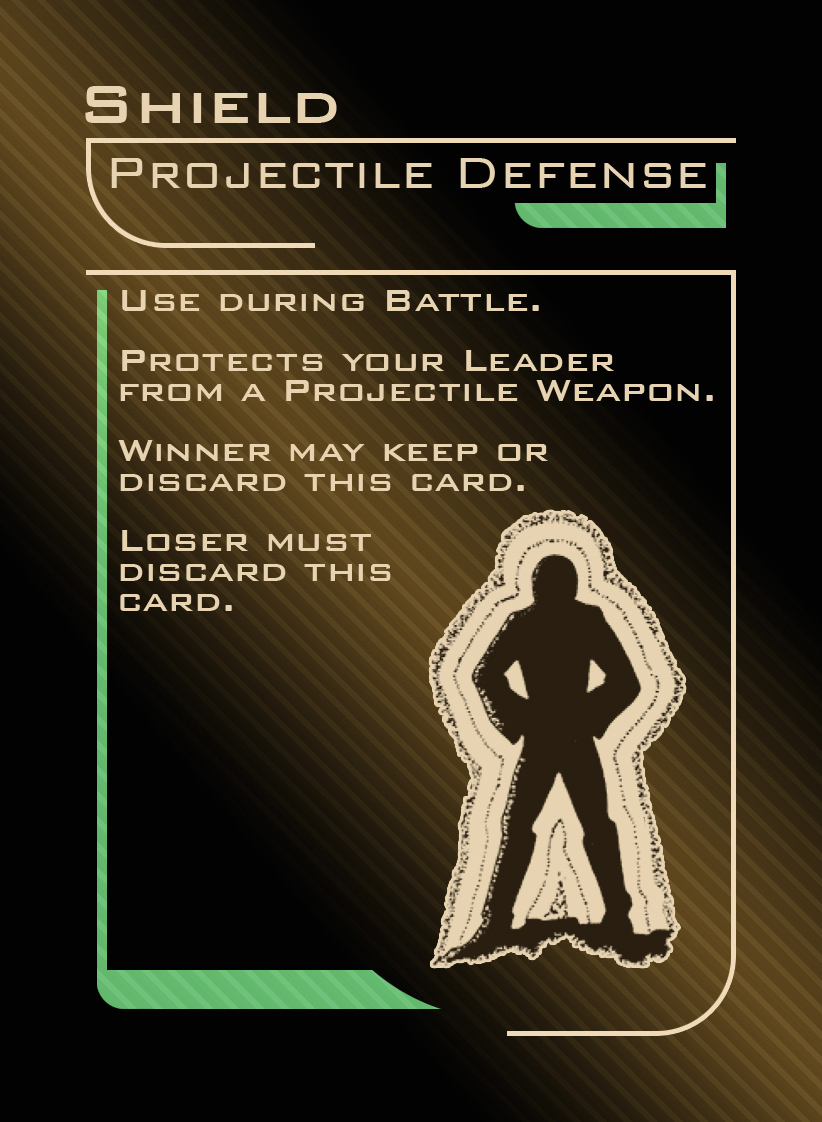 Shield
Projectile Defense
Use during Battle.
Protects your Leader
from a Projectile Weapon.
Winner may keep or
discard this card.
Loser must
discard this
card.